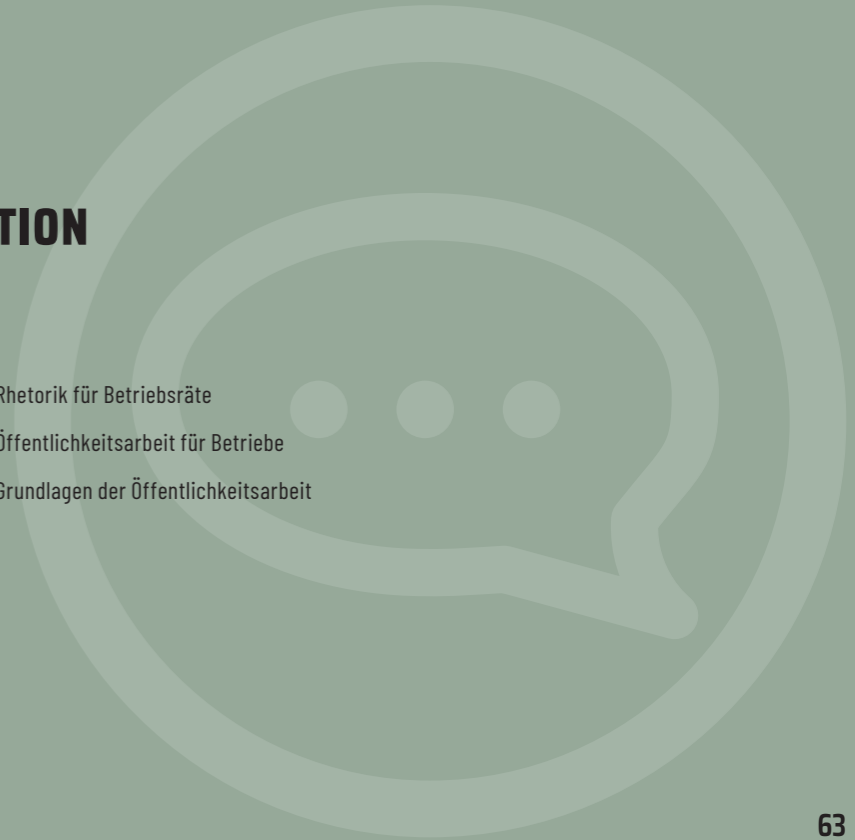 TION
Rhetorik für Betriebsräte
Öffentlichkeitsarbeit für Betriebe
Grundlagen der Öffentlichkeitsarbeit
63